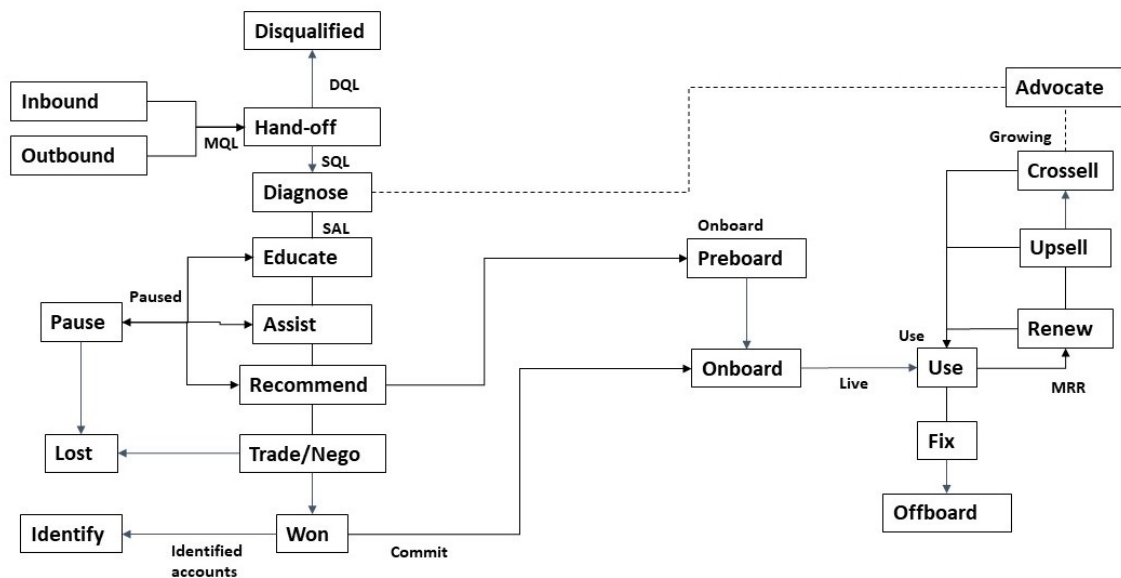 Disqualified
DQL
Inbound
Outbound
MQL
Hand-off
SQL
Diagnose
SAL
Educate
Paused
Pause
Assist
Recommend
Lost
Trade/Nego
Identify
Won
Identified
accounts
Commit
Onboard
Preboard
Onboard
Live
Advocate
Growing
Crossell
Upsell
Renew
Use
Use
MRR
Fix
Offboard